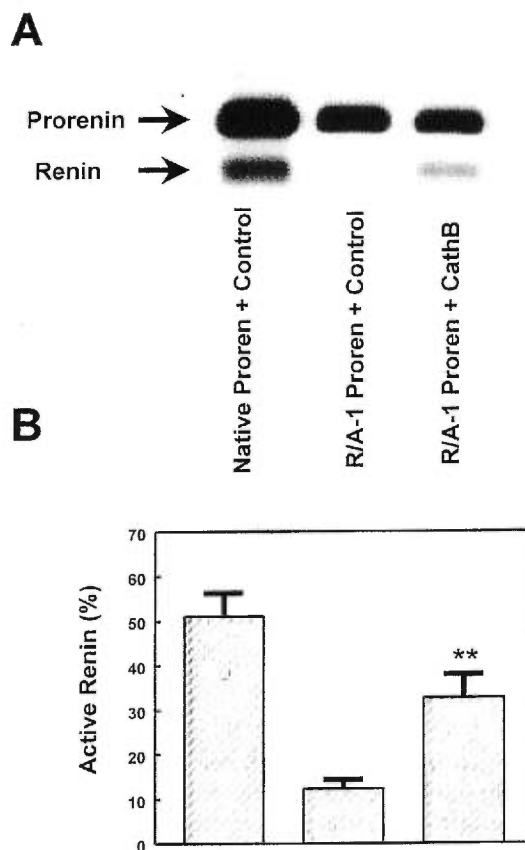 A
Prorenin
Renin
Native Proren + Control
R/A-1 Proren + Control
R/A-1 Proren + CathB
B
Active Renin (%)
70
60
50
40
30
20
10
0
**